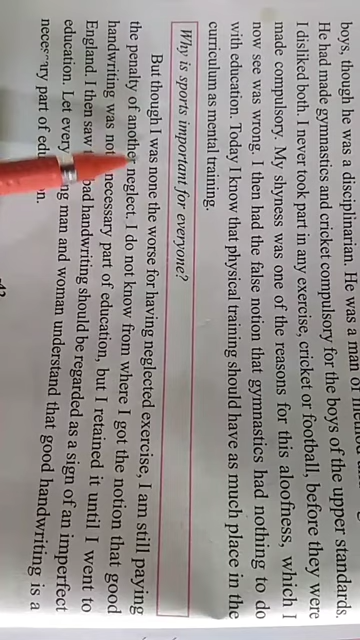 boys, though he was a disciplinarian. He was a man of method
He had made gymnastics and cricket compulsory for the boys of the upper standards.
I disliked both. I never took part in any exercise, cricket or football, before they were
made compulsory. My shyness was one of the reasons for this aloofness, which I
now see was wrong. I then had the false notion that gymnastics had nothing to do
with education. Today I know that physical training should have as much place in the
curriculum as mental training.
Why is sports important for everyone?
But though I was none the worse for having neglected exercise, I am still paying
the penalty of another neglect. I do not know from where I got the notion that good
handwriting was not necessary part of education, but I retained it until I went to
England. I then saw bad handwriting should be regarded as a sign of an imperfect
education. Let every man and woman understand that good handwriting is a
necessary part of